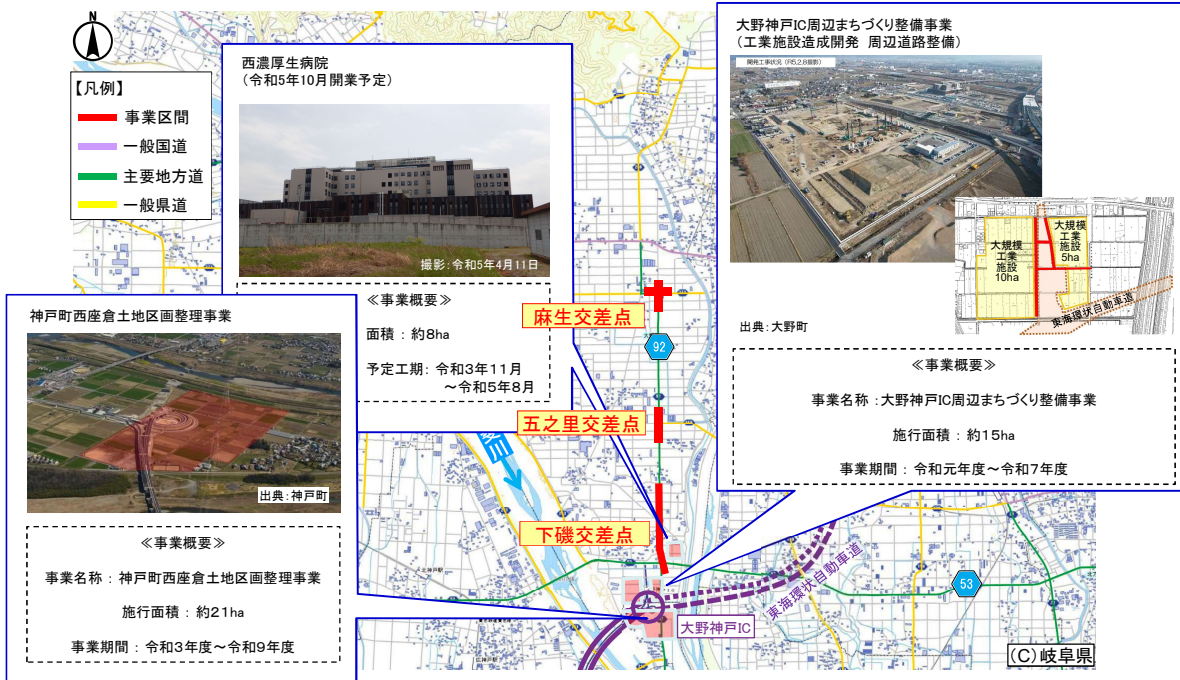 N
【凡例】
事業区間
一般国道
主要地方道
一般県道
西濃厚生病院
(令和5年10月開業予定)
撮影:令和5年4月11日
≪事業概要≫
面積 : 約8ha
予定工期: 令和3年11月
~令和5年8月
大野神戸IC周辺まちづくり整備事業
(工業施設造成開発 周辺道路整備)
開発工事状況(R5.2.8撮影)
大規模
工業
施設
10ha
大規模
工業
施設
5ha
東海環状自動車道
出典:大野町
≪事業概要≫
事業名称 : 大野神戸IC周辺まちづくり整備事業
施行面積 : 約15ha
事業期間 : 令和元年度~令和7年度
神戸町西座倉土地区画整理事業
出典:神戸町
≪事業概要≫
事業名称 : 神戸町西座倉土地区画整理事業
施行面積 : 約21ha
事業期間 : 令和3年度~令和9年度
麻生交差点
92
五之里交差点
下磯交差点
東海環状自動車道
53
大野神戸IC
(C)岐阜県